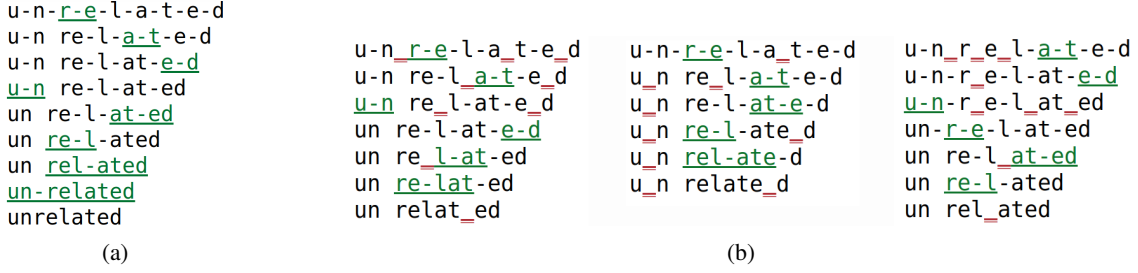 u-n-r-e-l-a-t-e-d
u-n re-l-a-t-e-d
u-n re-l-at-e-d
u-n re-l-at-ed
un re-l-at-ed
un re-l-ated
un rel-ated
un-related
unrelated
(a)
u-n_r-e-l-a_t-e_d
u-n re-l_a-t-e_d
u-n re_l-at-e_d
un re-l-at-e-d
un re_l-at-ed
un re-lat-ed
un relat_ed
u-n-r-e-l-a_t-e-d
u_n re_l-a-t-e-d
u_n re-l-at-e-d
u_n re-l-ate_d
u_n rel-ate-d
u_n relate_d
u-n_r_e_l-a-t-e-d
u-n-r_e-l-at-e-d
u-n-r_e-l_at_ed
un-r-e-l-at-ed
un re-l_at-ed
un re-l-ated
un rel_ated
(b)